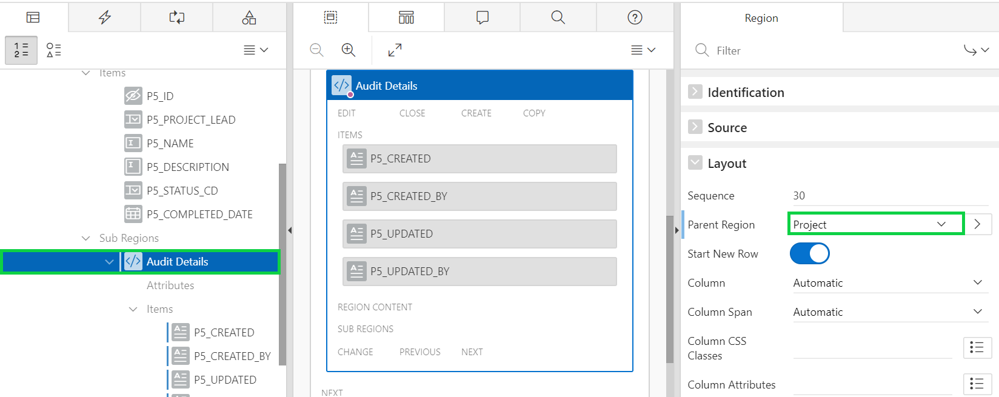 Items
P5_ID
P5_PROJECT_LEAD
P5_NAME
P5_DESCRIPTION
P5_STATUS_CD
P5_COMPLETED_DATE
Sub Regions
Audit Details
Attributes
Items
P5_CREATED
P5_CREATED_BY
P5_UPDATED
Audit Details
EDIT CLOSE CREATE COPY
ITEMS
P5_CREATED
P5_CREATED_BY
P5_UPDATED
P5_UPDATED_BY
REGION CONTENT
SUB REGIONS
CHANGE PREVIOUS NEXT
NEXT
Region
Filter
Identification
Source
Layout
Sequence 30
Parent Region Project
Start New Row
Column Automatic
Column Span Automatic
Column CSS
Classes
Column Attributes